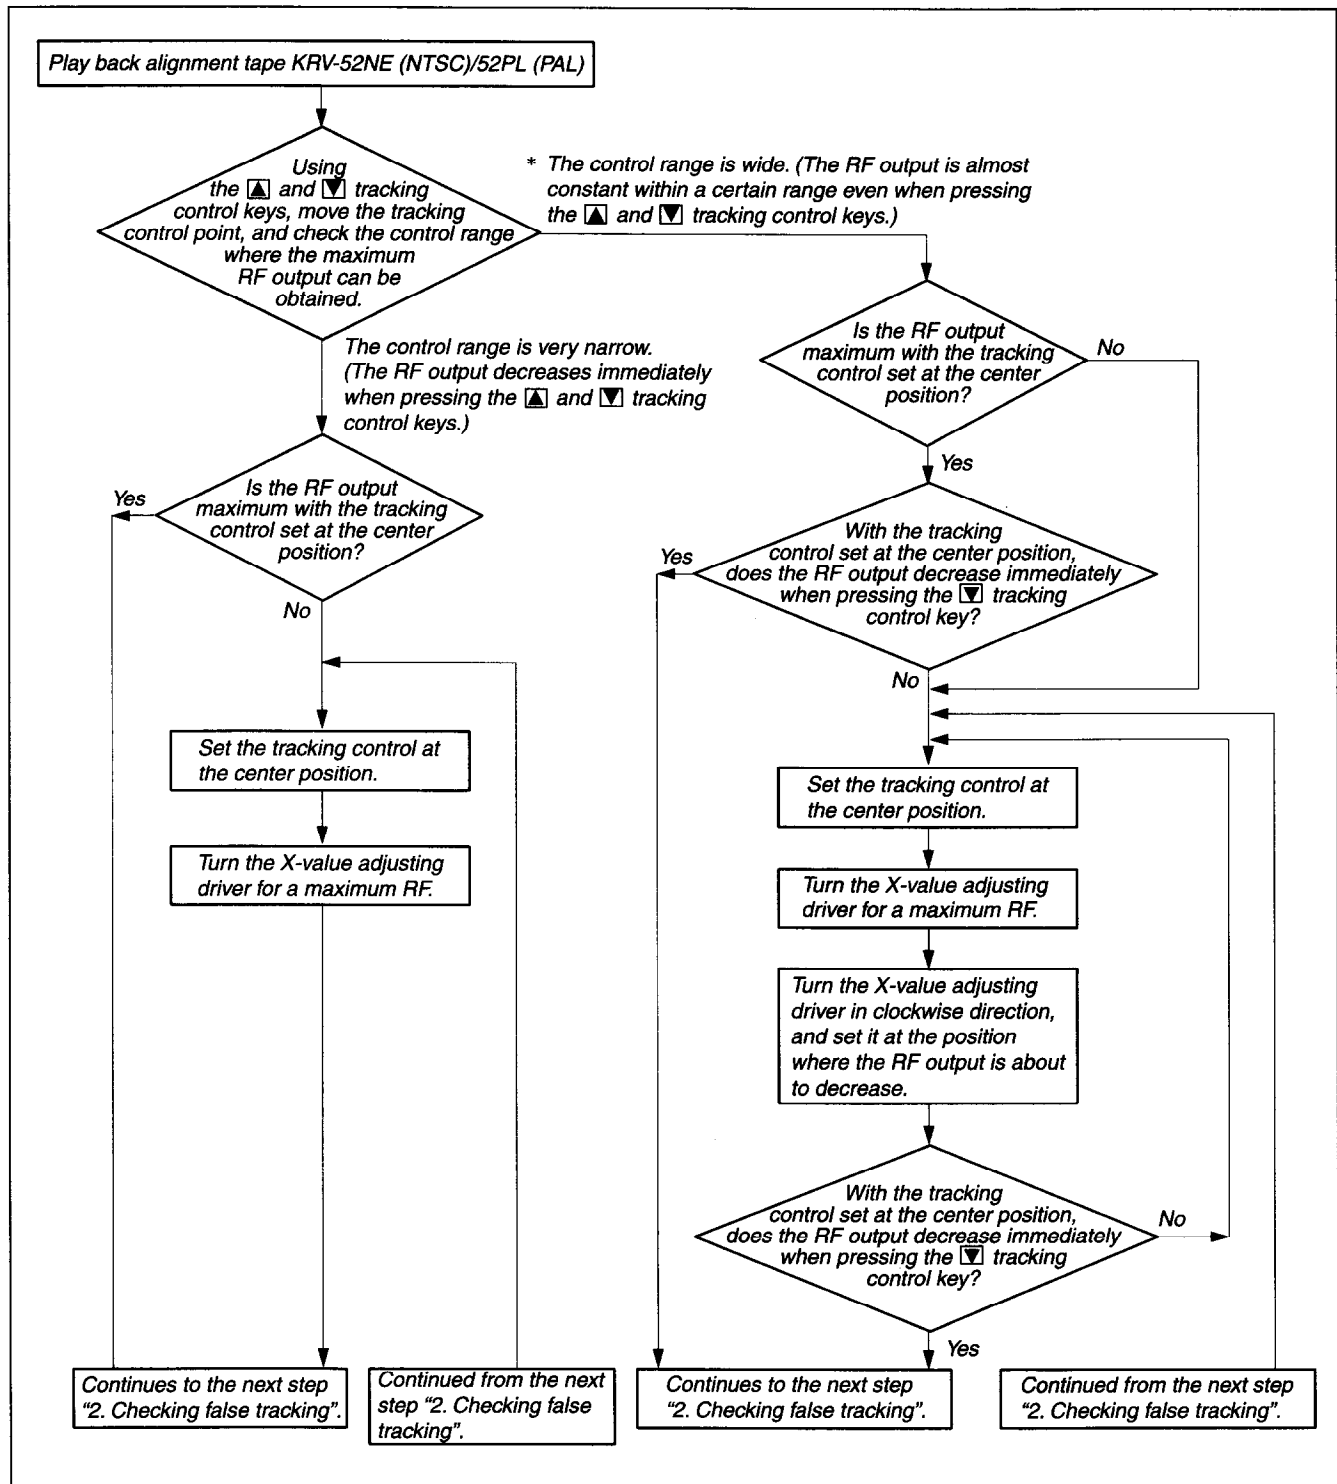 Play back alignment tape KRV-52NE (NTSC)/52PL (PAL)
Using
the ▲ and ▼ tracking
control keys, move the tracking
control point, and check the control range
where the maximum
RF output can be
obtained.
* The control range is wide. (The RF output is almost
constant within a certain range even when pressing
the ▲ and ▼ tracking control keys.)
The control range is very narrow.
(The RF output decreases immediately
when pressing the ▲ and ▼ tracking
control keys.)
Is the RF output
maximum with the tracking
control set at the center
position?
No
Yes
Is the RF output
maximum with the tracking
control set at the center
position?
Yes
No
With the tracking
control set at the center position,
does the RF output decrease immediately
when pressing the ▼ tracking
control key?
Yes
No
Set the tracking control at
the center position.
Turn the X-value adjusting
driver for a maximum RF.
Set the tracking control at
the center position.
Turn the X-value adjusting
driver for a maximum RF.
Turn the X-value adjusting
driver in clockwise direction,
and set it at the position
where the RF output is about
to decrease.
With the tracking
control set at the center position,
does the RF output decrease immediately
when pressing the ▼ tracking
control key?
No
Yes
Continues to the next step
“2. Checking false tracking”.
Continued from the next
step “2. Checking false
tracking”.
Continues to the next step
“2. Checking false tracking”.
Continued from the next step
“2. Checking false tracking”.